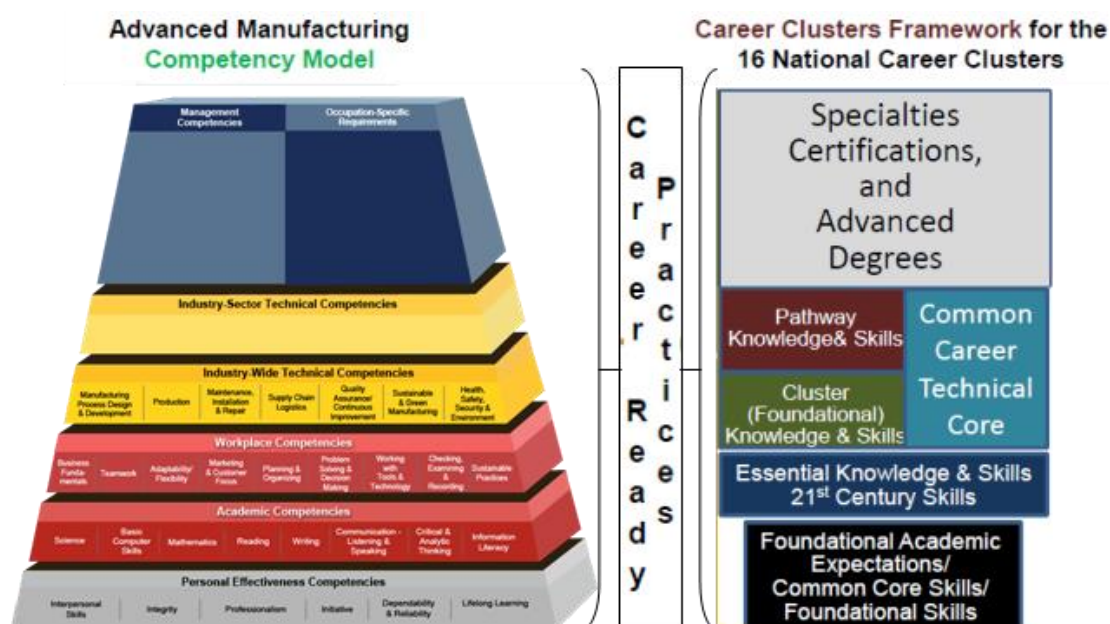 Advanced Manufacturing
Competency Model
Management
Competencies
Occupation-Specific
Requirements
Industry-Sector Technical Competencies
Industry-Wide Technical Competencies
Manufacturing
Process Design
& Development
Production
Maintenance,
Installation
& Repair
Supply Chain
Logistics
Quality
Assurance/
Continuous
Improvement
Sustainable
& Green
Manufacturing
Health,
Safety,
Security &
Environment
Workplace Competencies
Business
Funda-
mentals
Teamwork
Adaptability/
Flexibility
Marketing
& Customer
Focus
Planning &
Organizing
Problem
Solving &
Decision
Making
Working
with
Tools &
Technology
Checking,
Examining
&
Recording
Sustainable
Practices
Academic Competencies
Science
Basic
Computer
Skills
Mathematics
Reading
Writing
Communication -
Listening &
Speaking
Critical &
Analytic
Thinking
Information
Literacy
Personal Effectiveness Competencies
Interpersonal
Skills
Integrity
Professionalism
Initiative
Dependability
& Reliability
Lifelong Learning
Career Ready
Practices
Career Clusters Framework for the
16 National Career Clusters
Specialties
Certifications,
and
Advanced
Degrees
Pathway
Knowledge& Skills
Common
Career
Technical
Core
Cluster
(Foundational)
Knowledge & Skills
Essential Knowledge & Skills
21st Century Skills
Foundational Academic
Expectations/
Common Core Skills/
Foundational Skills